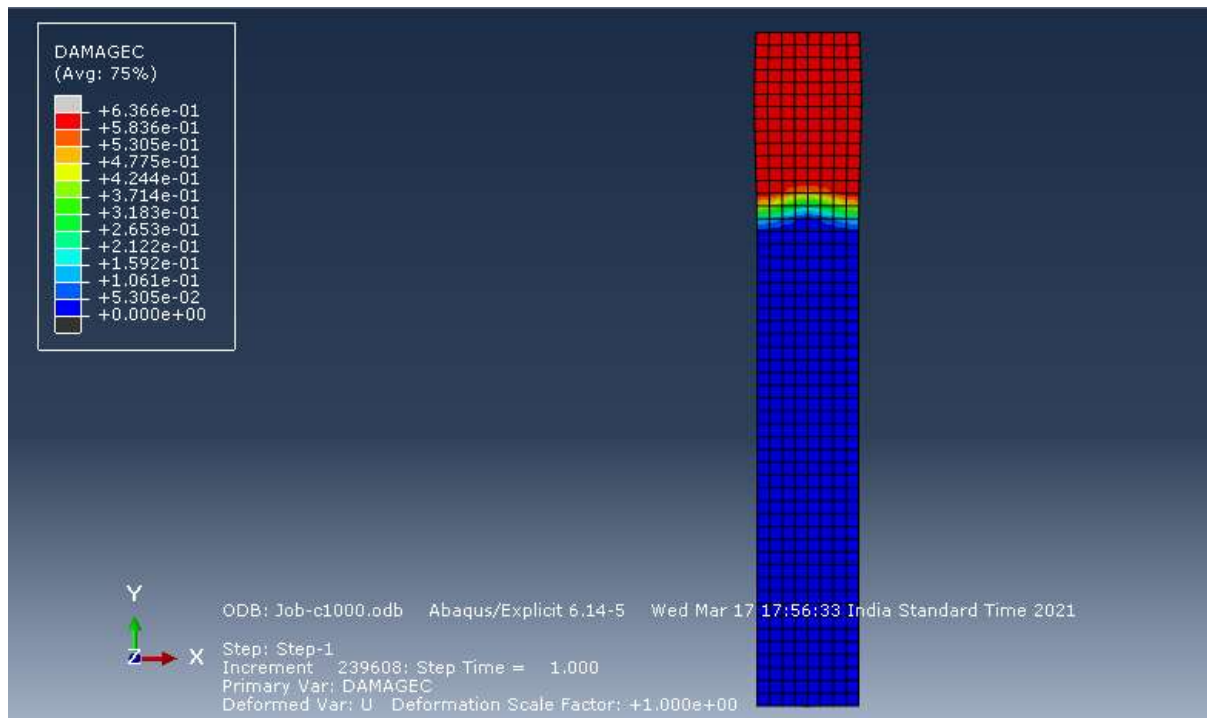 DAMAGEC
(Avg: 75%)
+6.366e-01
+5.836e-01
+5.305e-01
+4.775e-01
+4.244e-01
+3.714e-01
+3.183e-01
+2.653e-01
+2.122e-01
+1.592e-01
+1.061e-01
+5.305e-02
+0.000e+00
Y
Z X
ODB: Job-c1000.odb Abaqus/Explicit 6.14-5 Wed Mar 17 17:56:33 India Standard Time 2021
Step: Step-1
Increment 239608: Step Time = 1.000
Primary Var: DAMAGEC
Deformed Var: U Deformation Scale Factor: +1.000e+00